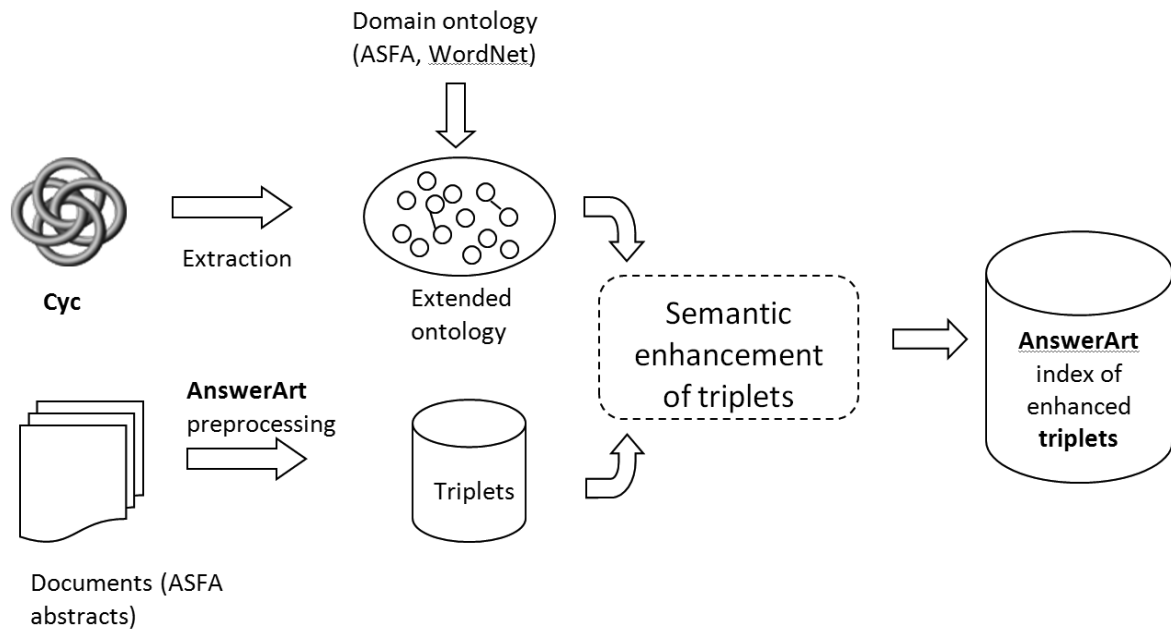 Domain ontology
(ASFA, WordNet)
Extraction
Cyc
Extended
ontology
Semantic
enhancement
of triplets
AnswerArt
index of
enhanced
triplets
AnswerArt
preprocessing
Triplets
Documents (ASFA
abstracts)